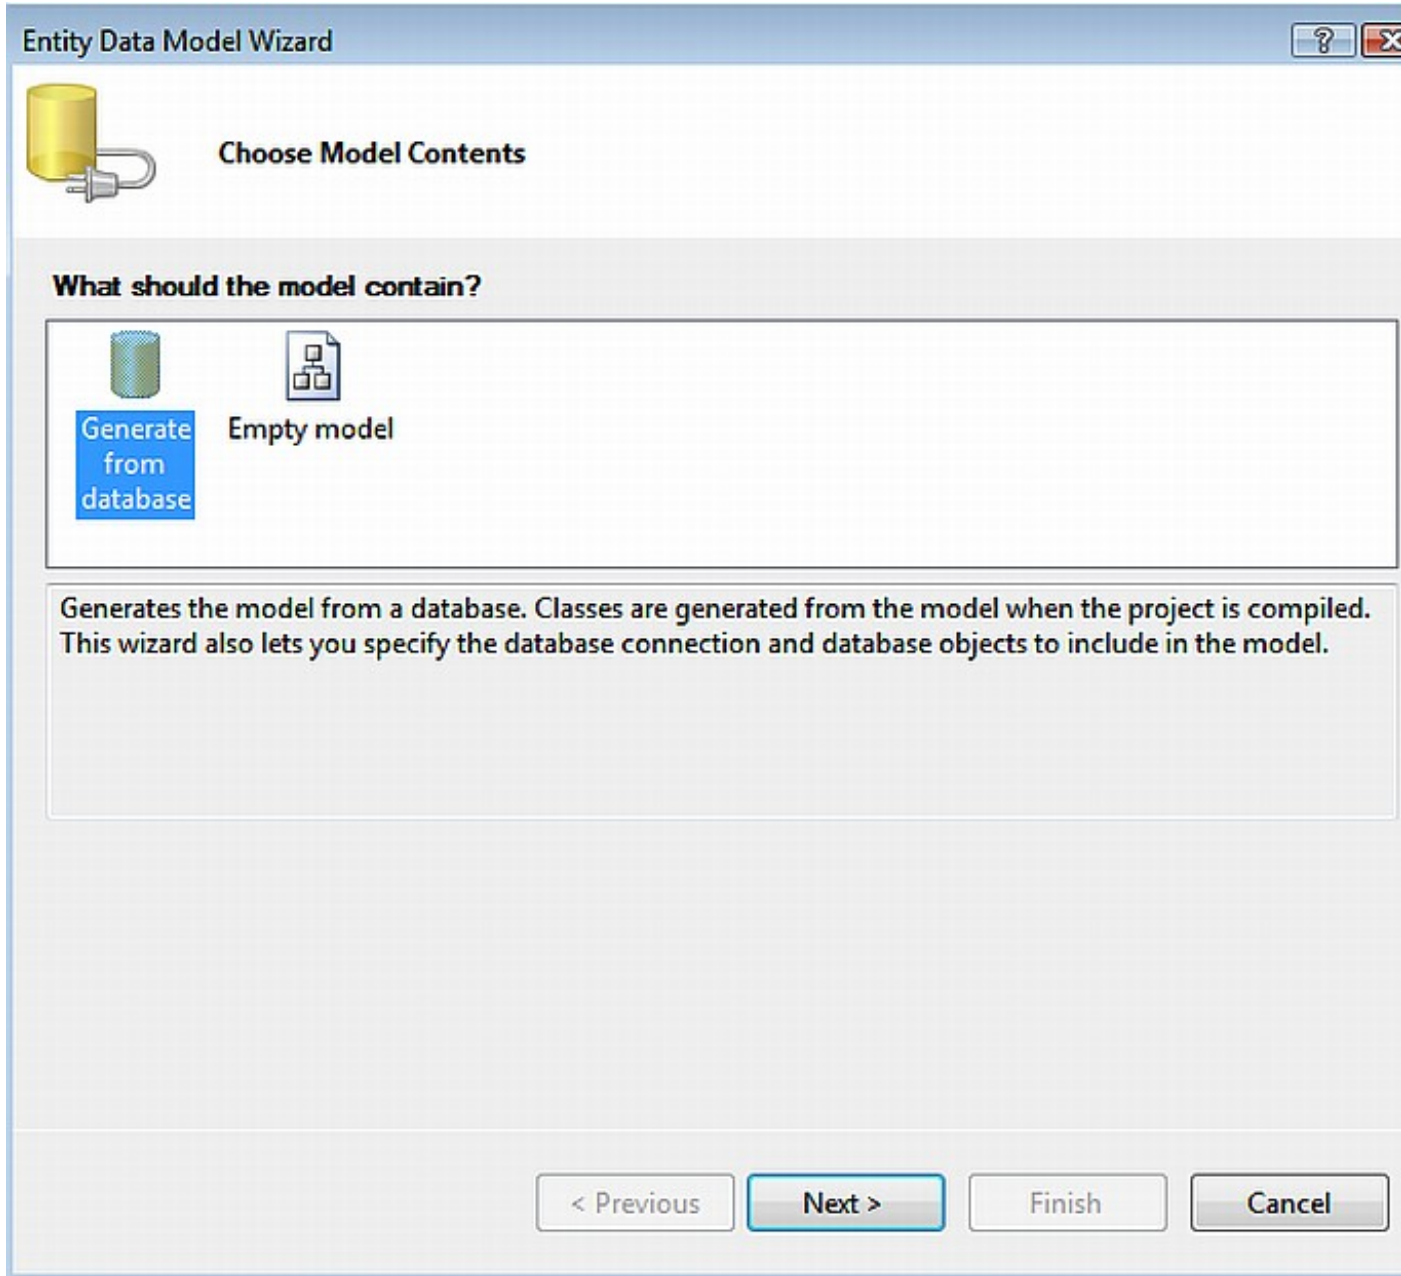 Entity Data Model Wizard
Choose Model Contents
What should the model contain?
Generate
from
database
Empty model
Generates the model from a database. Classes are generated from the model when the project is compiled.
This wizard also lets you specify the database connection and database objects to include in the model.
< Previous
Next >
Finish
Cancel